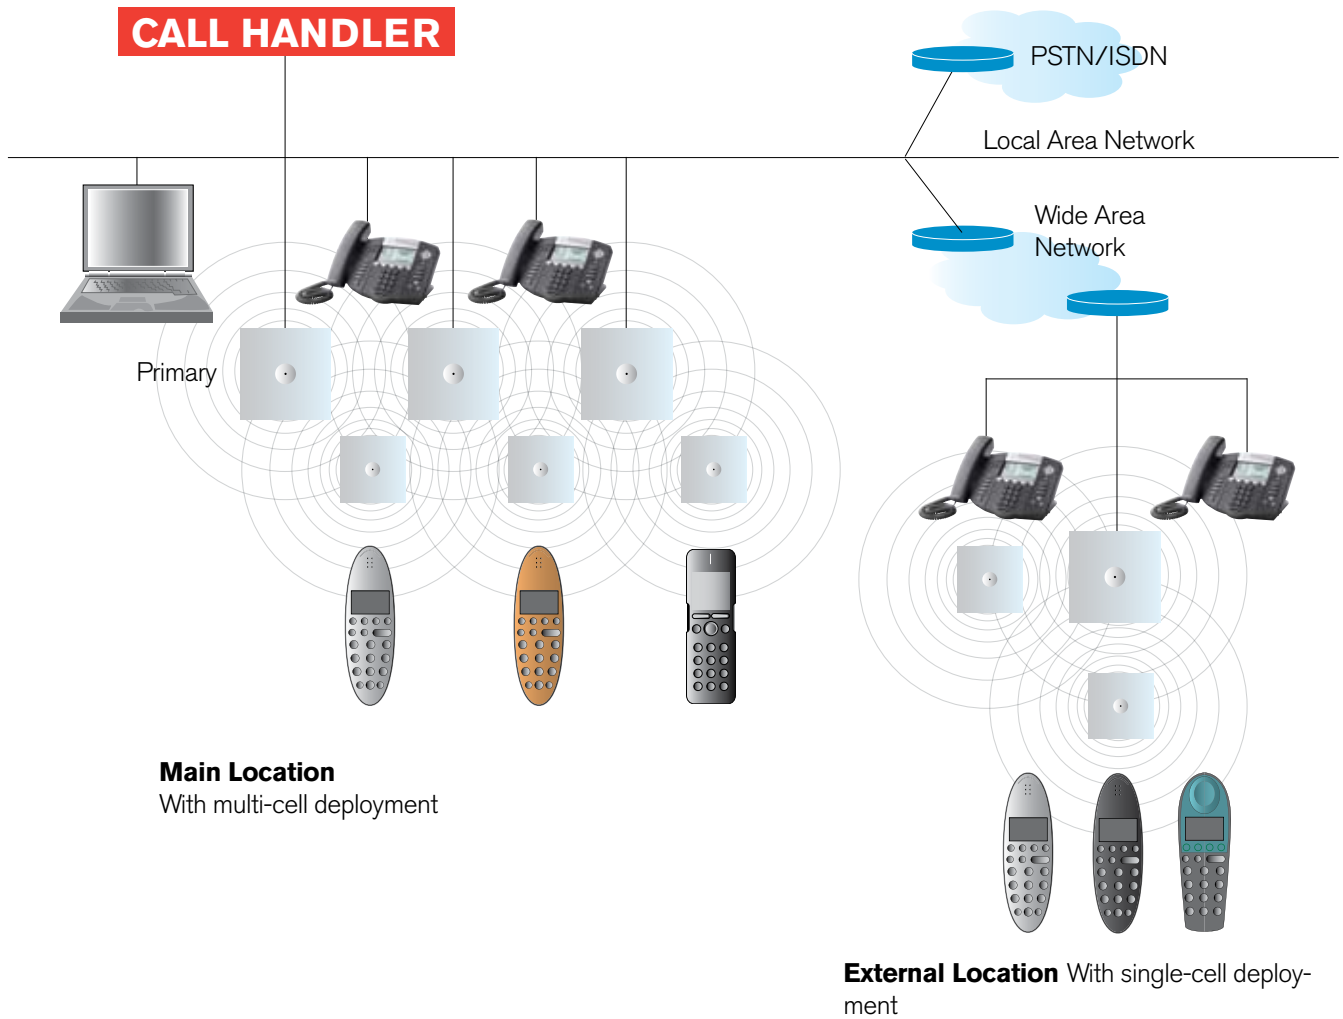 CALL HANDLER
PSTN/ISDN
Local Area Network
Wide Area
Network
Primary
Main Location
With multi-cell deployment
External Location With single-cell deploy-
ment